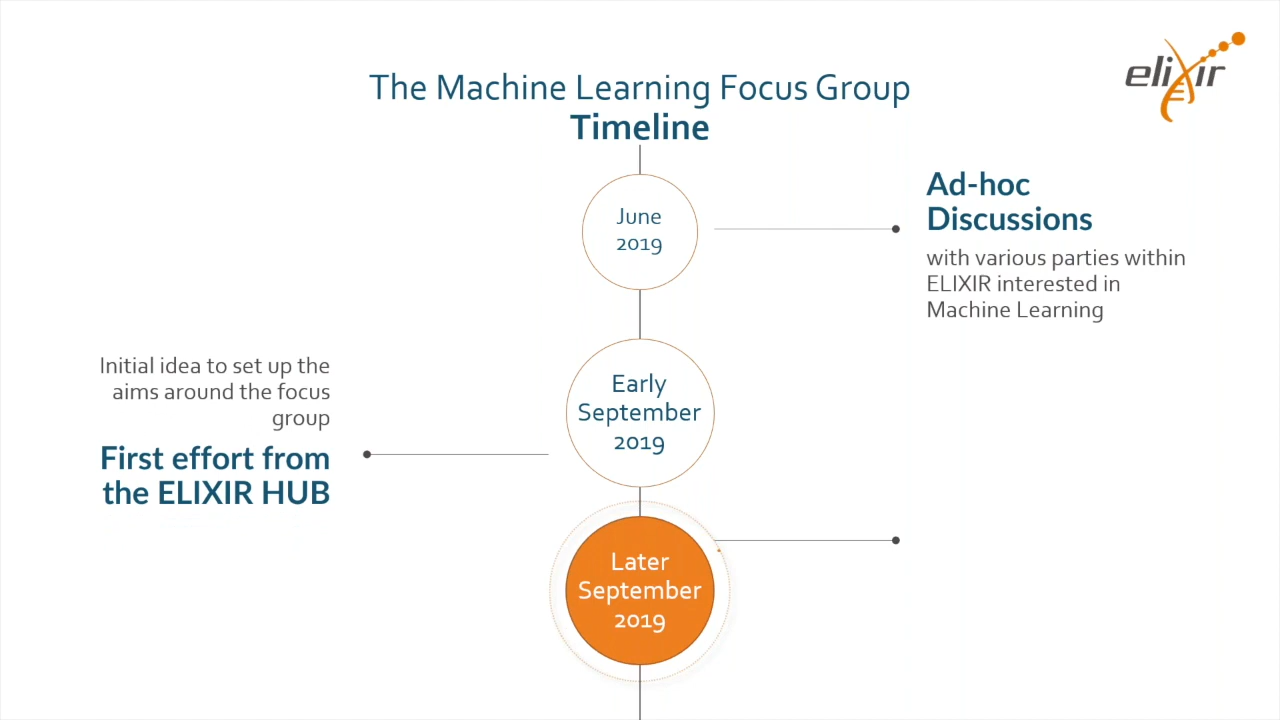 elixir
The Machine Learning Focus Group
Timeline
June
2019
Ad-hoc
Discussions
with various parties within
ELIXIR interested in
Machine Learning
Early
September
2019
Initial idea to set up the
aims around the focus
group
First effort from
the ELIXIR HUB
Later
September
2019